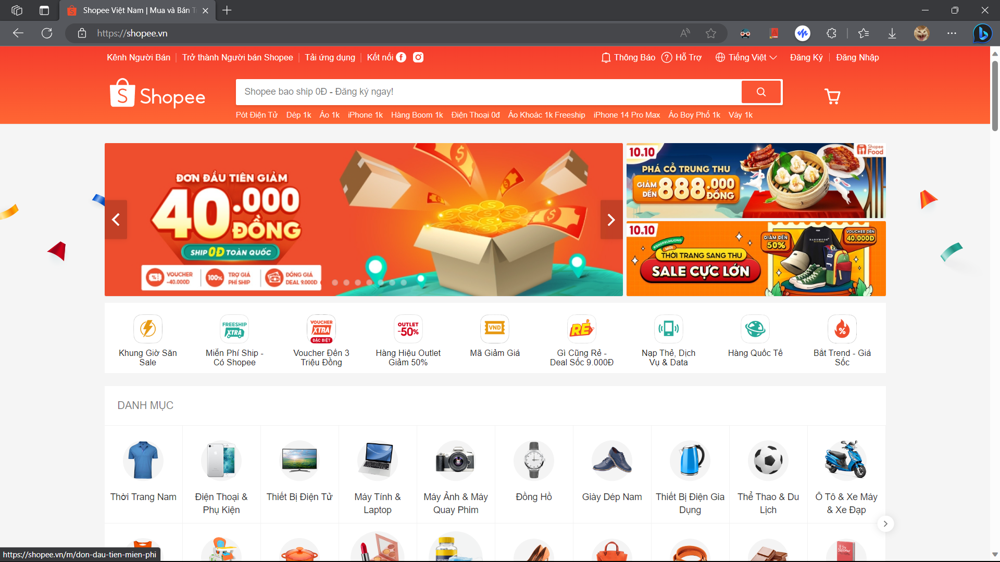 Shopee Việt Nam | Mua và Bán T
https://shopee.vn
Kênh Người Bán
Trở thành Người bán Shopee
Tải ứng dụng
Kết nối
Thông Báo
Hỗ Trợ
Tiếng Việt
Đăng Ký
Đăng Nhập
Shopee
Shopee bao ship 0Đ - Đăng ký ngay!
Pót Điện Tử
Dép 1k
Áo 1k
iPhone 1k
Hàng Boom 1k
Điện Thoại 0đ
Áo Khoác 1k Freeship
iPhone 14 Pro Max
Áo Boy Phố 1k
Váy 1k
ĐƠN ĐẦU TIÊN GIẢM
40.000
ĐỒNG
SHIP 0Đ TOÀN QUỐC
VOUCHER
-40.000Đ
100%
TRỢ GIÁ
PHÍ SHIP
ĐỒNG GIÁ
DEAL 9.000Đ
10.10
Shopee
Food
PHÁ CỖ TRUNG THU
GIẢM
ĐẾN
888.000
ĐỒNG
10.10
#SHOPXUHUONG
MỚI
THỜI TRANG SANG THU
SALE CỰC LỚN
GIẢM ĐẾN
50%
VOUCHER ĐẾN
40.000Đ
HANDMODE
Khung Giờ Săn
Sale
FREESHIP
XTRA
Miễn Phí Ship -
Có Shopee
VOUCHER
XTRA
ĐẶC BIỆT
Voucher Đến 3
Triệu Đồng
OUTLET
-50%
Hàng Hiệu Outlet
Giảm 50%
VND
Mã Giảm Giá
RẺ
Gì Cũng Rẻ -
Deal Sốc 9.000Đ
Nạp Thẻ, Dịch
Vụ & Data
Hàng Quốc Tế
%
Bắt Trend - Giá
Sốc
DANH MỤC
Thời Trang Nam
Điện Thoại &
Phụ Kiện
Thiết Bị Điện Tử
Máy Tính &
Laptop
Máy Ảnh & Máy
Quay Phim
Đồng Hồ
Giày Dép Nam
Thiết Bị Điện Gia
Dụng
Thể Thao & Du
Lịch
Ô Tô & Xe Máy
& Xe Đạp
https://shopee.vn/m/don-dau-tien-mien-phi